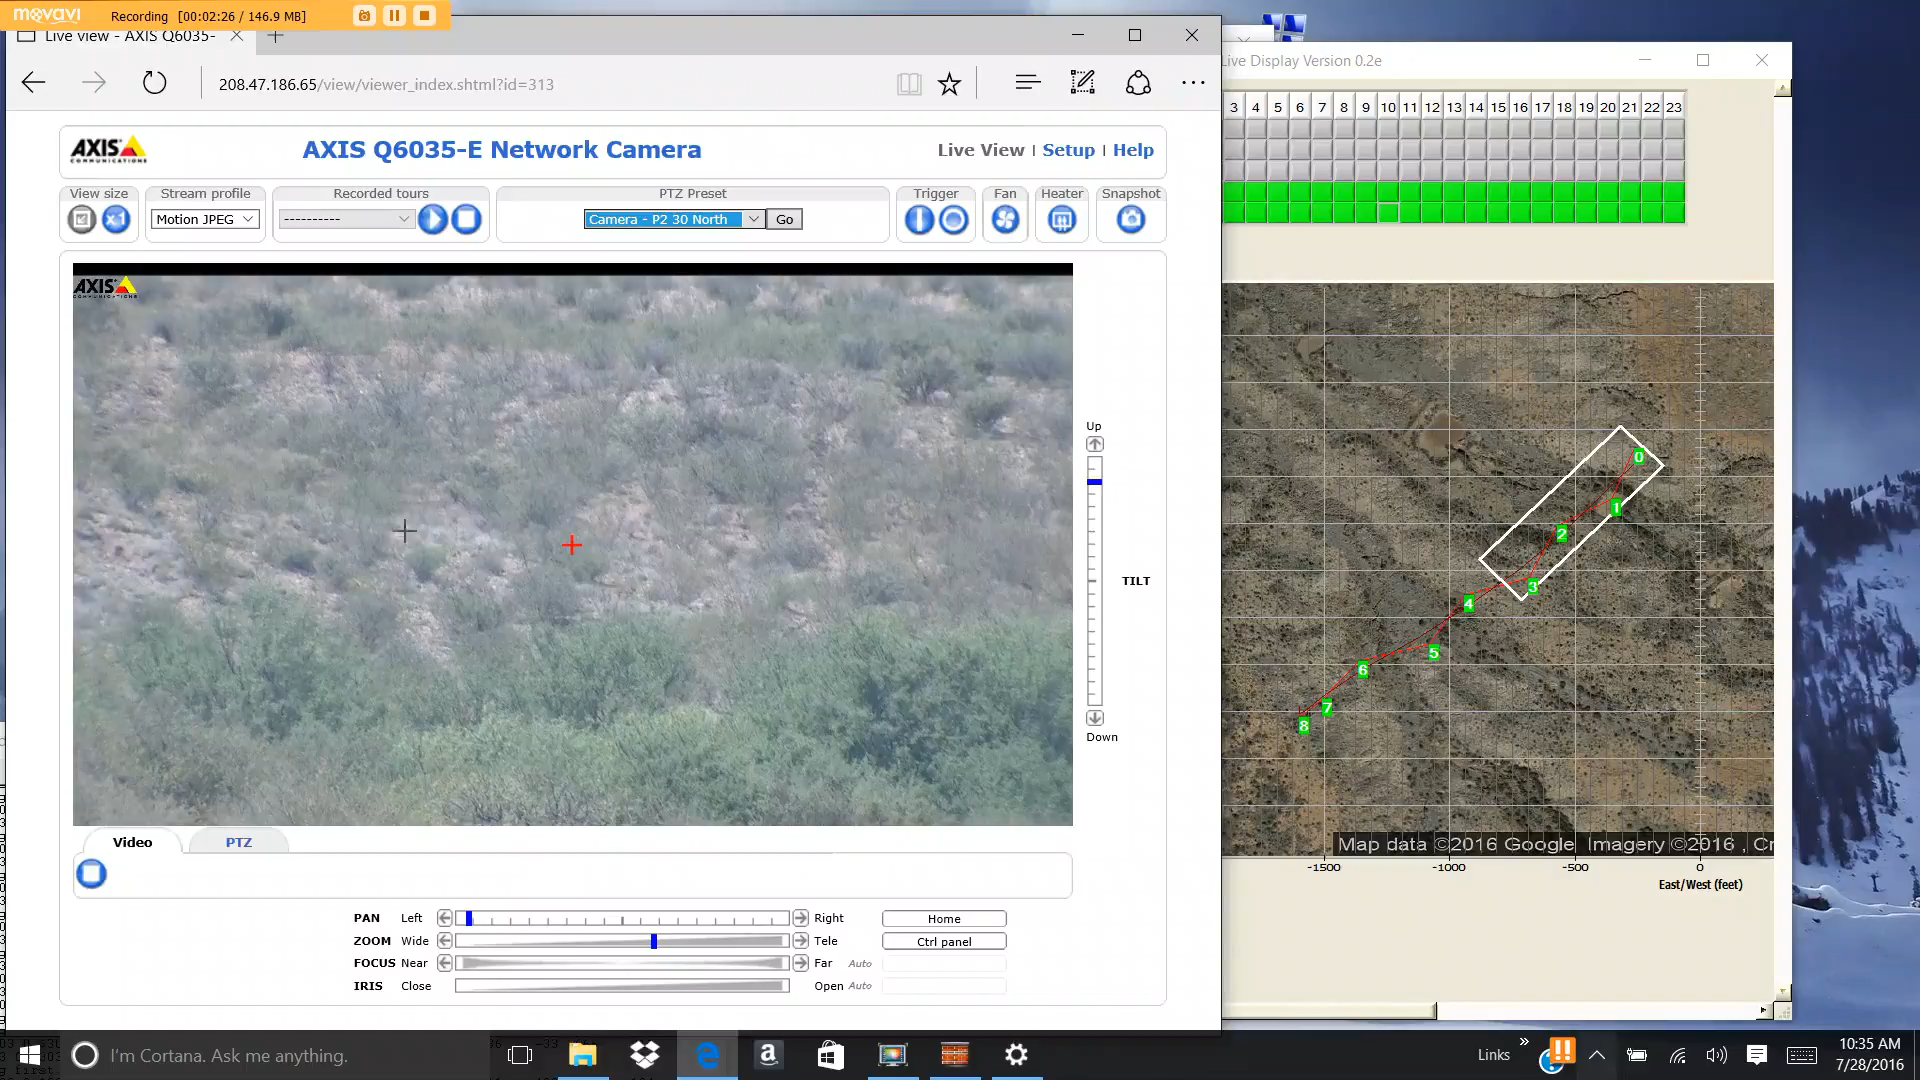 movavi Recording [00:02:26 / 146.9 MB]
Live view - AXIS Q6035-
208.47.186.65/view/viewer_index.shtml?id=313
AXIS COMMUNICATIONS
AXIS Q6035-E Network Camera
Live View | Setup | Help
View size
Stream profile
Recorded tours
PTZ Preset
Trigger
Fan
Heater
Snapshot
x1
Motion JPEG
----------
Camera - P2 30 North
Go
AXIS COMMUNICATIONS
Up
TILT
Down
Video
PTZ
PAN Left Right Home
ZOOM Wide Tele Ctrl panel
FOCUS Near Far Auto
IRIS Close Open Auto
Live Display Version 0.2e
3 4 5 6 7 8 9 10 11 12 13 14 15 16 17 18 19 20 21 22 23
0
1
2
3
4
5
6
7
8
Map data ©2016 Google Imagery ©2016 , Cr
-1500 -1000 -500 0
East/West (feet)
I'm Cortana. Ask me anything.
Links
10:35 AM
7/28/2016